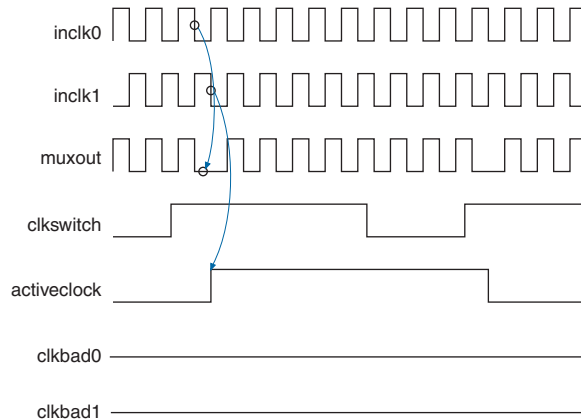 inclk0
inclk1
muxout
clkswitch
activeclock
clkbad0
clkbad1